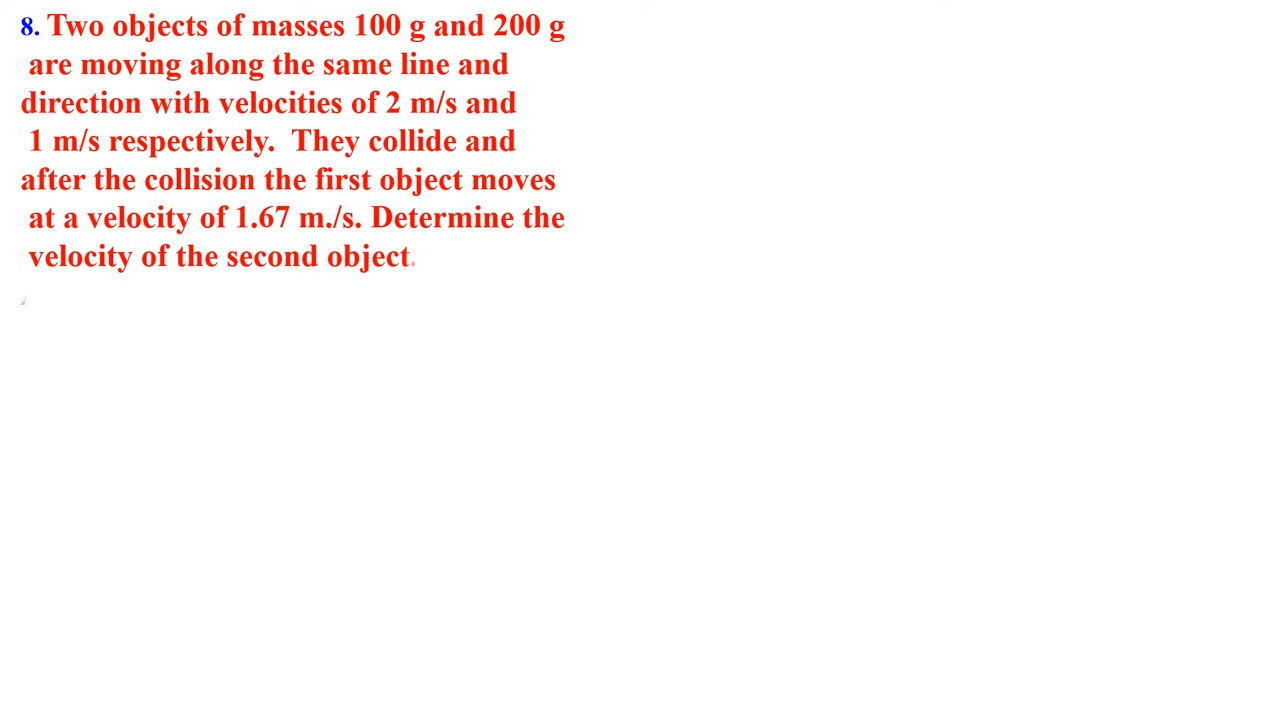 8. Two objects of masses 100 g and 200 g
are moving along the same line and
direction with velocities of 2 m/s and
1 m/s respectively.  They collide and
after the collision the first object moves
at a velocity of 1.67 m./s. Determine the
velocity of the second object.